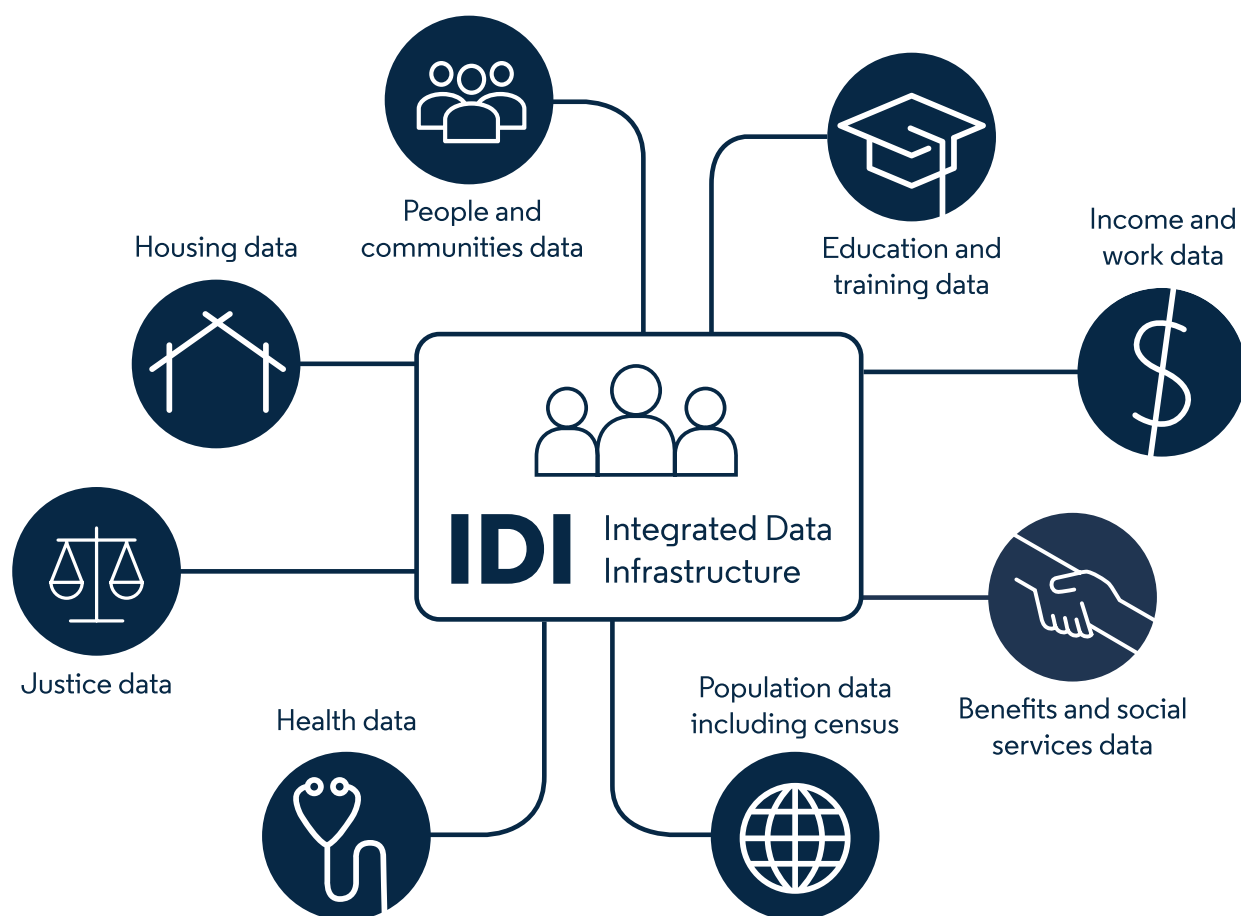 People and
communities data
Education and
training data
Income and
work data
Housing data
IDI
Integrated Data
Infrastructure
Justice data
Health data
Population data
including census
Benefits and social
services data